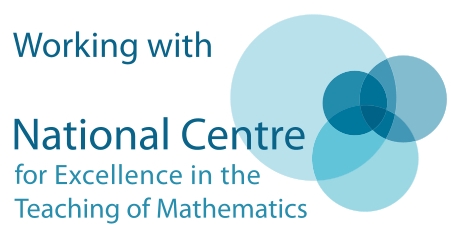 Working with
National Centre
for Excellence in the
Teaching of Mathematics